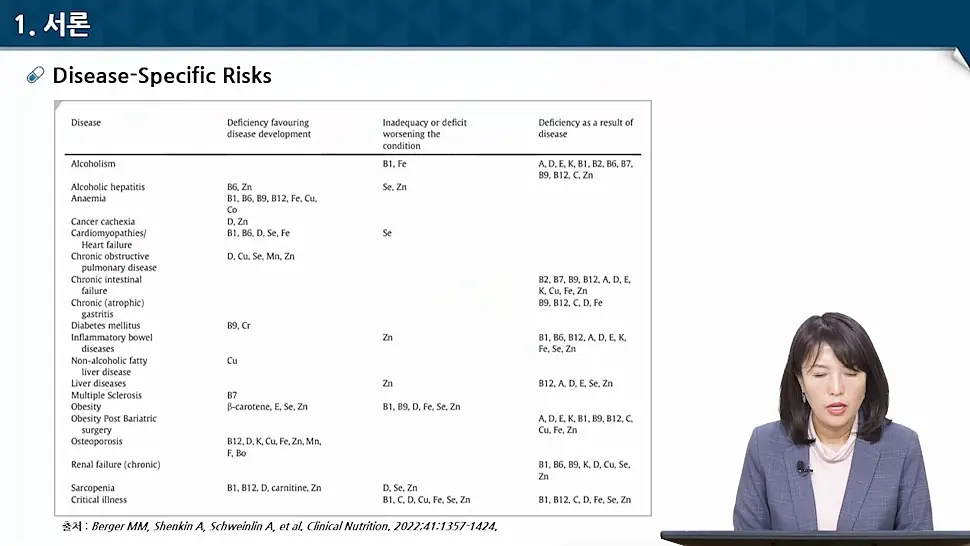 1. 서론
Disease-Specific Risks
Disease Deficiency favouring disease development Inadequacy or deficit worsening the condition Deficiency as a result of disease
Alcoholism B1, Fe A, D, E, K, B1, B2, B6, B7, B9, B12, C, Zn
Alcoholic hepatitis B6, Zn Se, Zn
Anaemia B1, B6, B9, B12, Fe, Cu, Co
Cancer cachexia D, Zn
Cardiomyopathies/ Heart failure B1, B6, D, Se, Fe Se
Chronic obstructive pulmonary disease D, Cu, Se, Mn, Zn
Chronic intestinal failure B2, B7, B9, B12, A, D, E, K, Cu, Fe, Zn
Chronic (atrophic) gastritis B9, B12, C, D, Fe
Diabetes mellitus B9, Cr
Inflammatory bowel diseases Zn B1, B6, B12, A, D, E, K, Fe, Se, Zn
Non-alcoholic fatty liver disease Cu
Liver diseases Zn B12, A, D, E, Se, Zn
Multiple Sclerosis B7
Obesity β-carotene, E, Se, Zn B1, B9, D, Fe, Se, Zn
Obesity Post Bariatric surgery A, D, E, K, B1, B9, B12, C, Cu, Fe, Zn
Osteoporosis B12, D, K, Cu, Fe, Zn, Mn, F, Bo
Renal failure (chronic) B1, B6, B9, K, D, Cu, Se, Zn
Sarcopenia B1, B12, D, carnitine, Zn D, Se, Zn
Critical illness B1, C, D, Cu, Fe, Se, Zn B1, B12, C, D, Fe, Se, Zn
출처 : Berger MM, Shenkin A, Schweinlin A, et al. Clinical Nutrition. 2022:41:1357-1424.